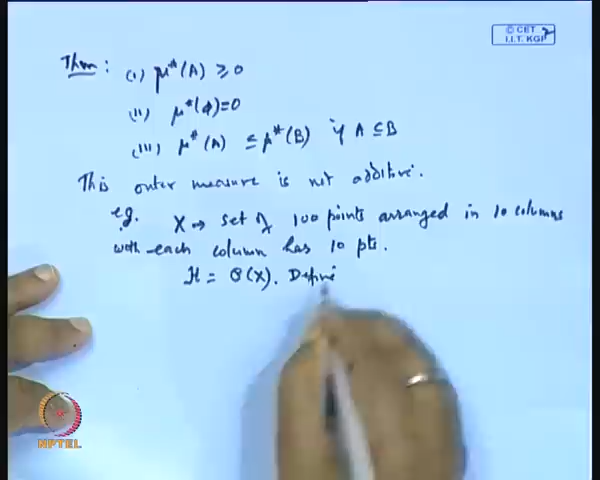 © CET
I.I.T. KGP
Thm: (i) μ*(A) ≥ 0
(ii) μ*(φ)=0
(iii) μ*(A) ≤ μ*(B) if A ⊆ B
This outer measure is not additive.
e.g. X → set of 100 points arranged in 10 columns
with each column has 10 pts.
H = P(X). Define
NPTEL